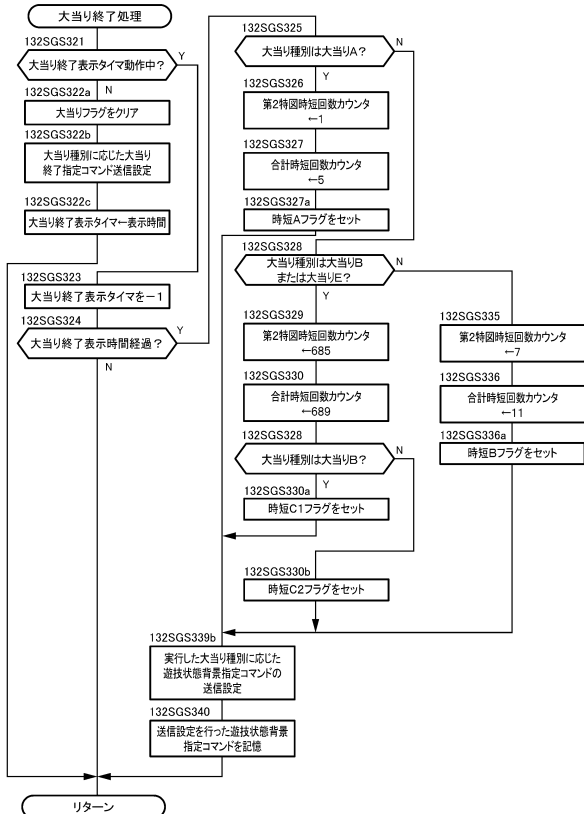 大当り終了処理
132SGS321
大当り終了表示タイマ動作中？
Y
N
132SGS322a
大当りフラグをクリア
132SGS322b
大当り種別に応じた大当り
終了指定コマンド送信設定
132SGS322c
大当り終了表示タイマ←表示時間
132SGS323
大当り終了表示タイマを－1
132SGS324
大当り終了表示時間経過？
Y
N
132SGS325
大当り種別は大当りA？
N
Y
132SGS326
第2特図時短回数カウンタ
←1
132SGS327
合計時短回数カウンタ
←5
132SGS327a
時短Aフラグをセット
132SGS328
大当り種別は大当りB
または大当りE？
N
Y
132SGS329
第2特図時短回数カウンタ
←685
132SGS330
合計時短回数カウンタ
←689
132SGS328
大当り種別は大当りB？
N
Y
132SGS330a
時短C1フラグをセット
132SGS330b
時短C2フラグをセット
132SGS335
第2特図時短回数カウンタ
←7
132SGS336
合計時短回数カウンタ
←11
132SGS336a
時短Bフラグをセット
132SGS339b
実行した大当り種別に応じた
遊技状態背景指定コマンドの
送信設定
132SGS340
送信設定を行った遊技状態背景
指定コマンドを記憶
リターン